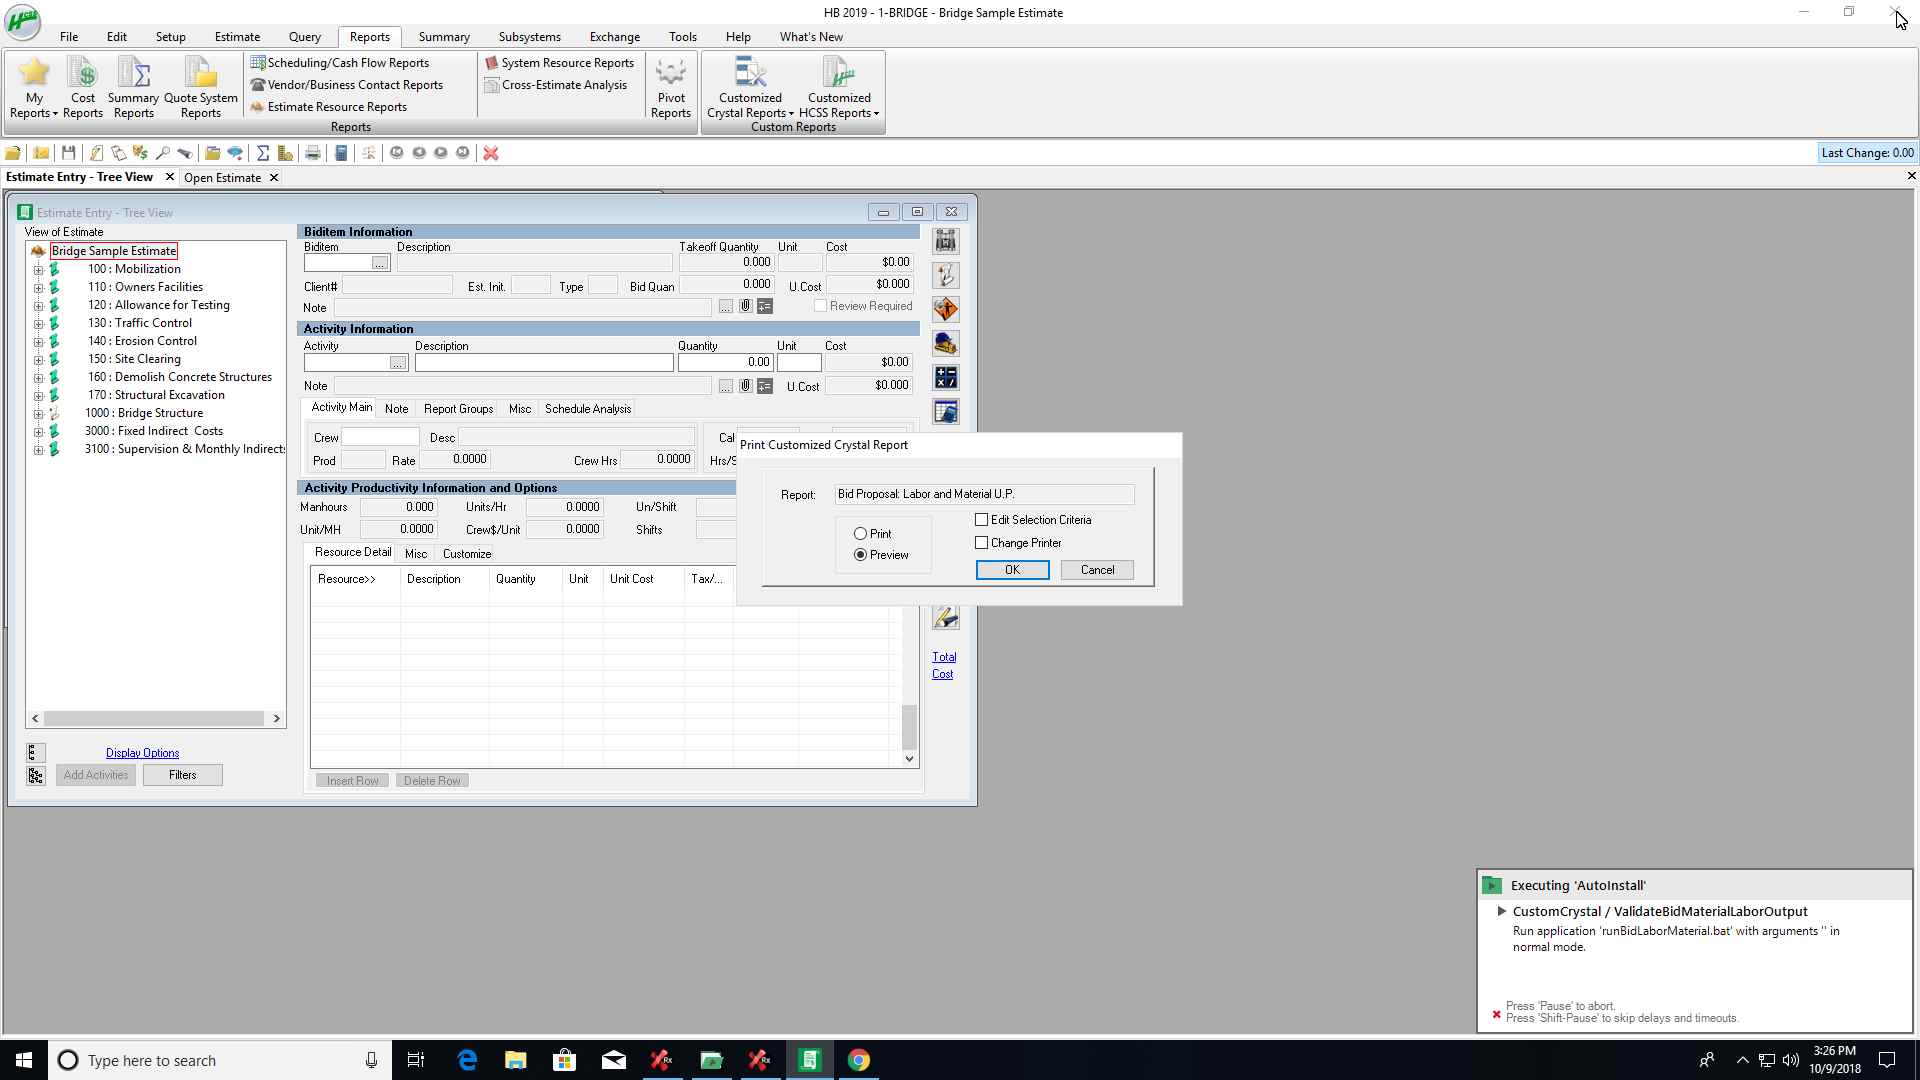 HB 2019 - 1-BRIDGE - Bridge Sample Estimate
File Edit Setup Estimate Query Reports Summary Subsystems Exchange Tools Help What's New
My Reports
Cost Reports
Summary Reports
Quote System Reports
Scheduling/Cash Flow Reports
Vendor/Business Contact Reports
Estimate Resource Reports
System Resource Reports
Cross-Estimate Analysis
Pivot Reports
Customized Crystal Reports
Customized HCSS Reports
Reports
Custom Reports
Last Change: 0.00
Estimate Entry - Tree View
Open Estimate
Estimate Entry - Tree View
View of Estimate
Bridge Sample Estimate
100 : Mobilization
110 : Owners Facilities
120 : Allowance for Testing
130 : Traffic Control
140 : Erosion Control
150 : Site Clearing
160 : Demolish Concrete Structures
170 : Structural Excavation
1000 : Bridge Structure
3000 : Fixed Indirect Costs
3100 : Supervision & Monthly Indirects
Display Options
Add Activities
Filters
Biditem Information
Biditem Description Takeoff Quantity Unit Cost
... 0.000 $0.00
Client# Est. Init. Type Bid Quan 0.000 U.Cost $0.000
Note ... Review Required
Activity Information
Activity Description Quantity Unit Cost
... 0.00 $0.00
Note ... U.Cost $0.000
Activity Main Note Report Groups Misc Schedule Analysis
Crew Desc Cal
Prod Rate 0.0000 Crew Hrs 0.0000 Hrs/S
Activity Productivity Information and Options
Manhours 0.000 Units/Hr 0.0000 Un/Shift
Unit/MH 0.0000 Crew$/Unit 0.0000 Shifts
Resource Detail Misc Customize
Resource>> Description Quantity Unit Unit Cost Tax/...
Insert Row Delete Row
Total
Cost
Print Customized Crystal Report
Report: Bid Proposal: Labor and Material U.P.
Print
Preview
Edit Selection Criteria
Change Printer
OK Cancel
Executing 'AutoInstall'
CustomCrystal / ValidateBidMaterialLaborOutput
Run application 'runBidLaborMaterial.bat' with arguments '' in
normal mode.
Press 'Pause' to abort.
Press 'Shift-Pause' to skip delays and timeouts.
Type here to search
3:26 PM
10/9/2018